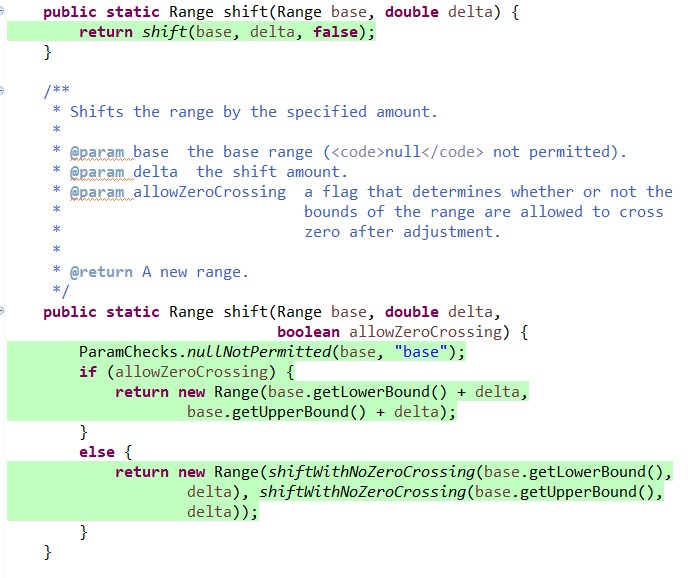 public static Range shift(Range base, double delta) {
return shift(base, delta, false);
}
/**
* Shifts the range by the specified amount.
*
* @param base  the base range (<code>null</code> not permitted).
* @param delta  the shift amount.
* @param allowZeroCrossing  a flag that determines whether or not the
*                           bounds of the range are allowed to cross
*                           zero after adjustment.
*
* @return A new range.
*/
public static Range shift(Range base, double delta,
boolean allowZeroCrossing) {
ParamChecks.nullNotPermitted(base, "base");
if (allowZeroCrossing) {
return new Range(base.getLowerBound() + delta,
base.getUpperBound() + delta);
}
else {
return new Range(shiftWithNoZeroCrossing(base.getLowerBound(),
delta), shiftWithNoZeroCrossing(base.getUpperBound(),
delta));
}
}